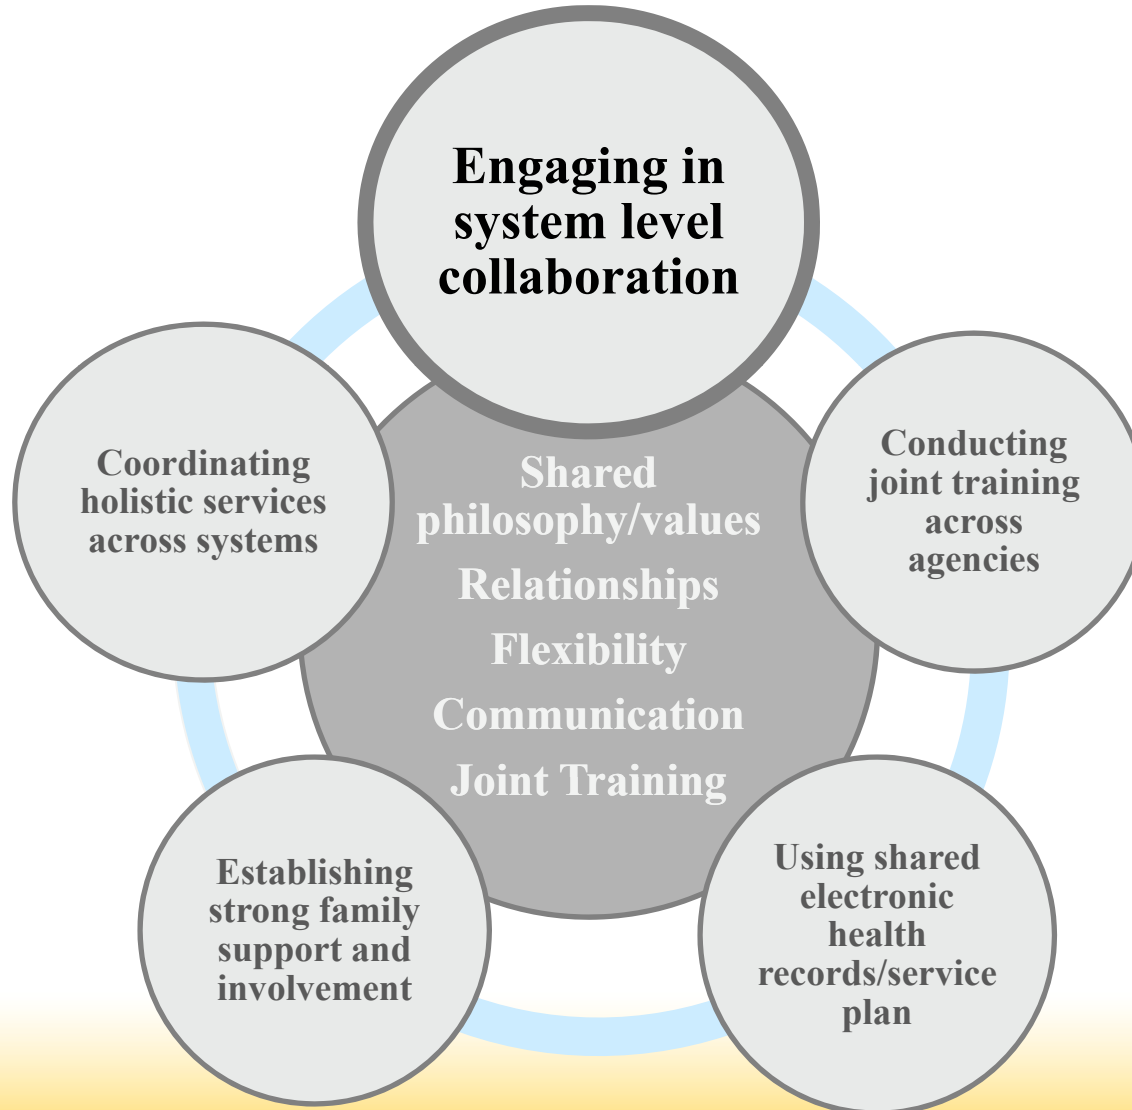 Engaging in
system level
collaboration
Coordinating
holistic services
across systems
Shared
philosophy/values
Relationships
Flexibility
Communication
Joint Training
Conducting
joint training
across
agencies
Establishing
strong family
support and
involvement
Using shared
electronic
health
records/service
plan